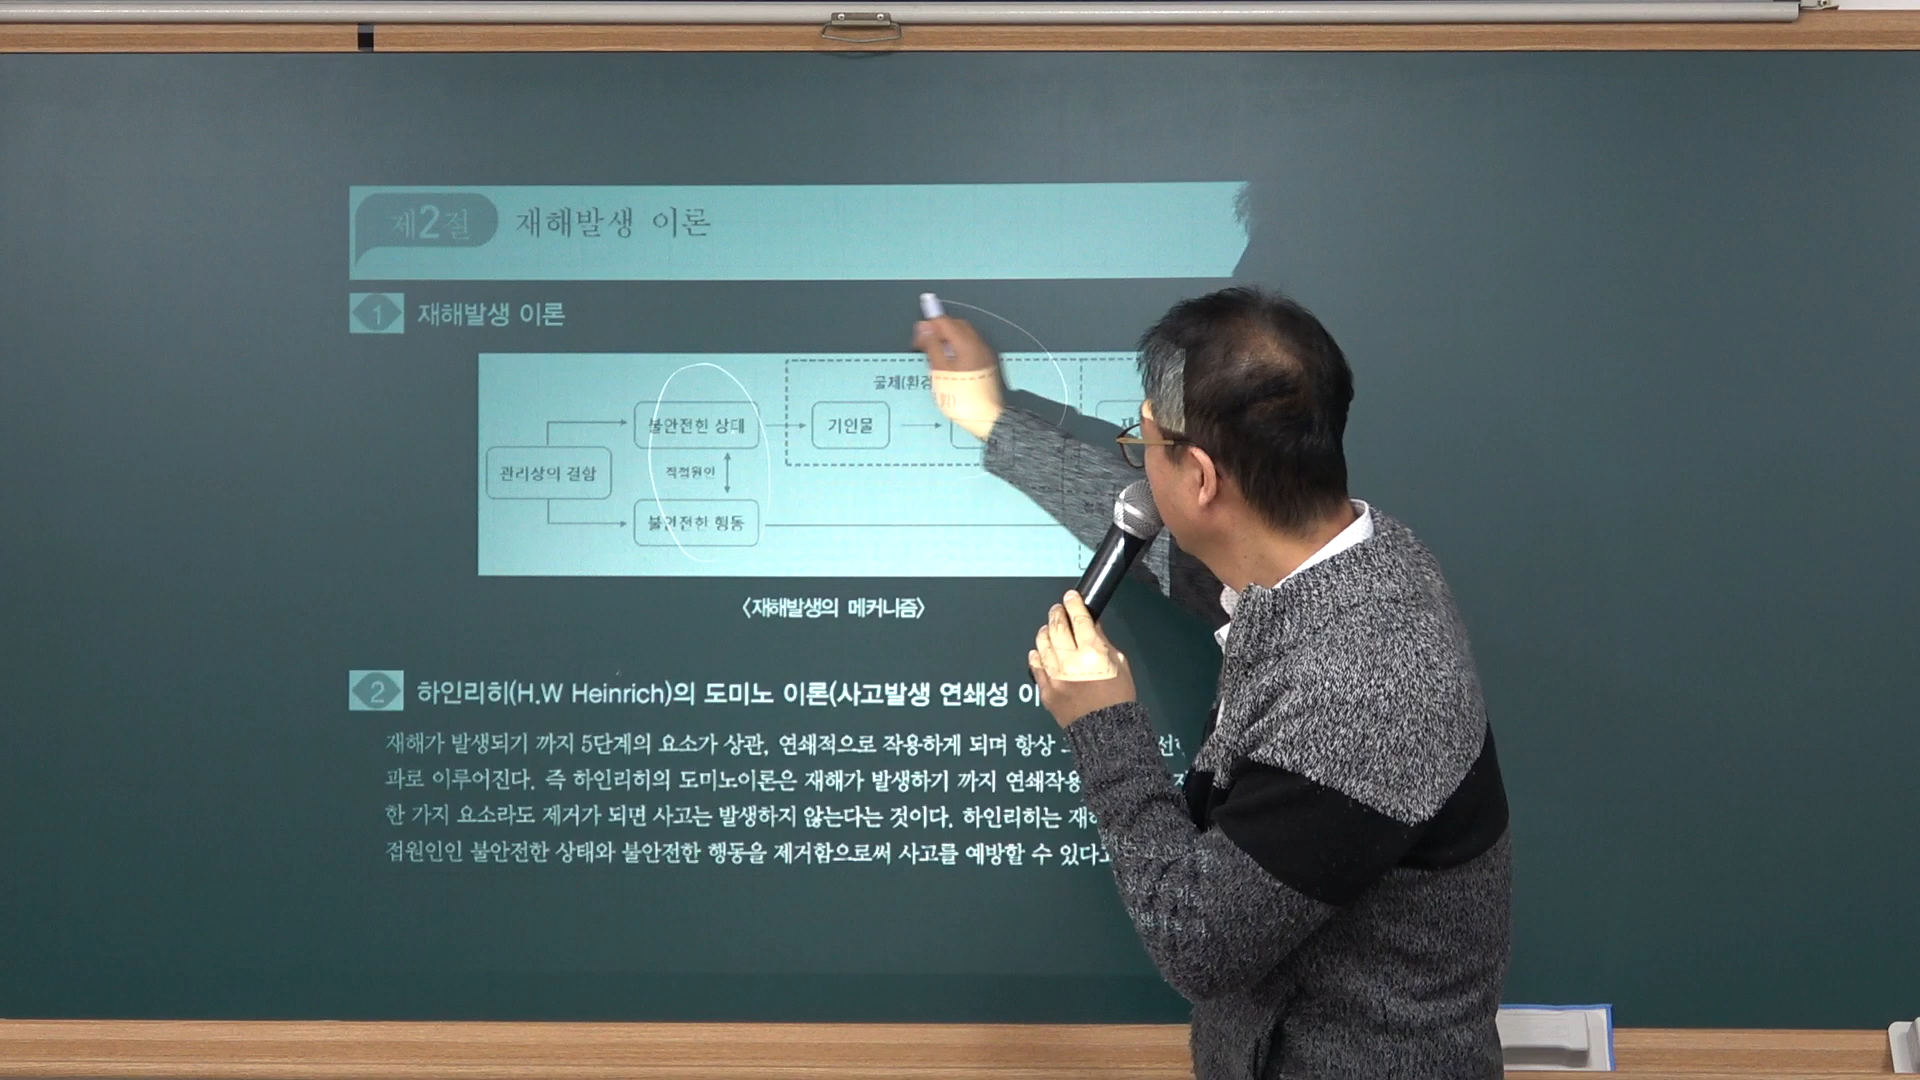 제2절 재해발생 이론
1 재해발생 이론
물체(환경
불안전한 상태
기인물
관리상의 결함
직접원인
불안전한 행동
<재해발생의 메커니즘>
2 하인리히(H.W Heinrich)의 도미노 이론(사고발생 연쇄성 이
재해가 발생되기 까지 5단계의 요소가 상관, 연쇄적으로 작용하게 되며 항상
과로 이루어진다. 즉 하인리히의 도미노이론은 재해가 발생하기 까지 연쇄작용
한 가지 요소라도 제거가 되면 사고는 발생하지 않는다는 것이다. 하인리히는 재해
접원인인 불안전한 상태와 불안전한 행동을 제거함으로써 사고를 예방할 수 있다고